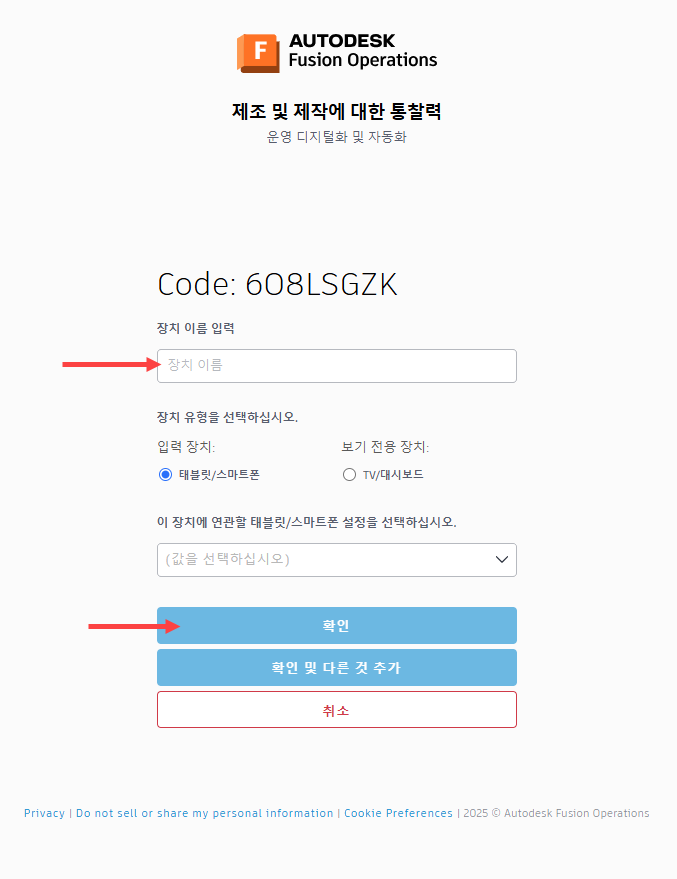 F
AUTODESK
Fusion Operations
제조 및 제작에 대한 통찰력
운영 디지털화 및 자동화
Code: 6O8LSGZK
장치 이름 입력
장치 이름
장치 유형을 선택하십시오.
입력 장치: 보기 전용 장치:
태블릿/스마트폰 TV/대시보드
이 장치에 연관할 태블릿/스마트폰 설정을 선택하십시오.
(값을 선택하십시오)
확인
확인 및 다른 것 추가
취소
Privacy | Do not sell or share my personal information | Cookie Preferences | 2025 © Autodesk Fusion Operations